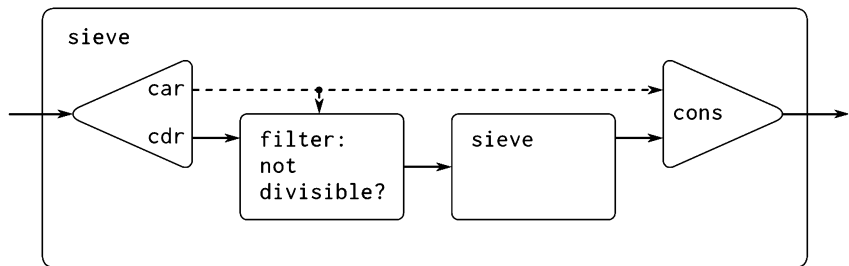 sieve
car
cdr
filter:
not
divisible?
sieve
cons